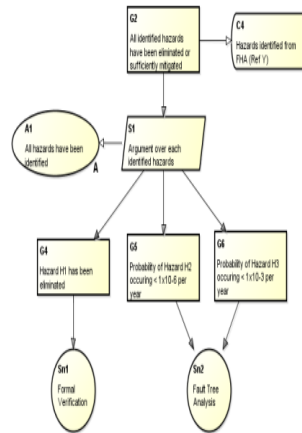 G2
All identified hazards
have been eliminated or
sufficiently mitigated
C4
Hazards identified from
FHA (Ref Y)
A1
All hazards have been
identified
A
S1
Argument over each
identified hazards
G4
Hazard H1 has been
eliminated
G5
Probability of Hazard H2
occuring < 1x10-6 per
year
G6
Probability of Hazard H3
occuring < 1x10-3 per
year
Sn1
Formal
Verification
Sn2
Fault Tree
Analysis